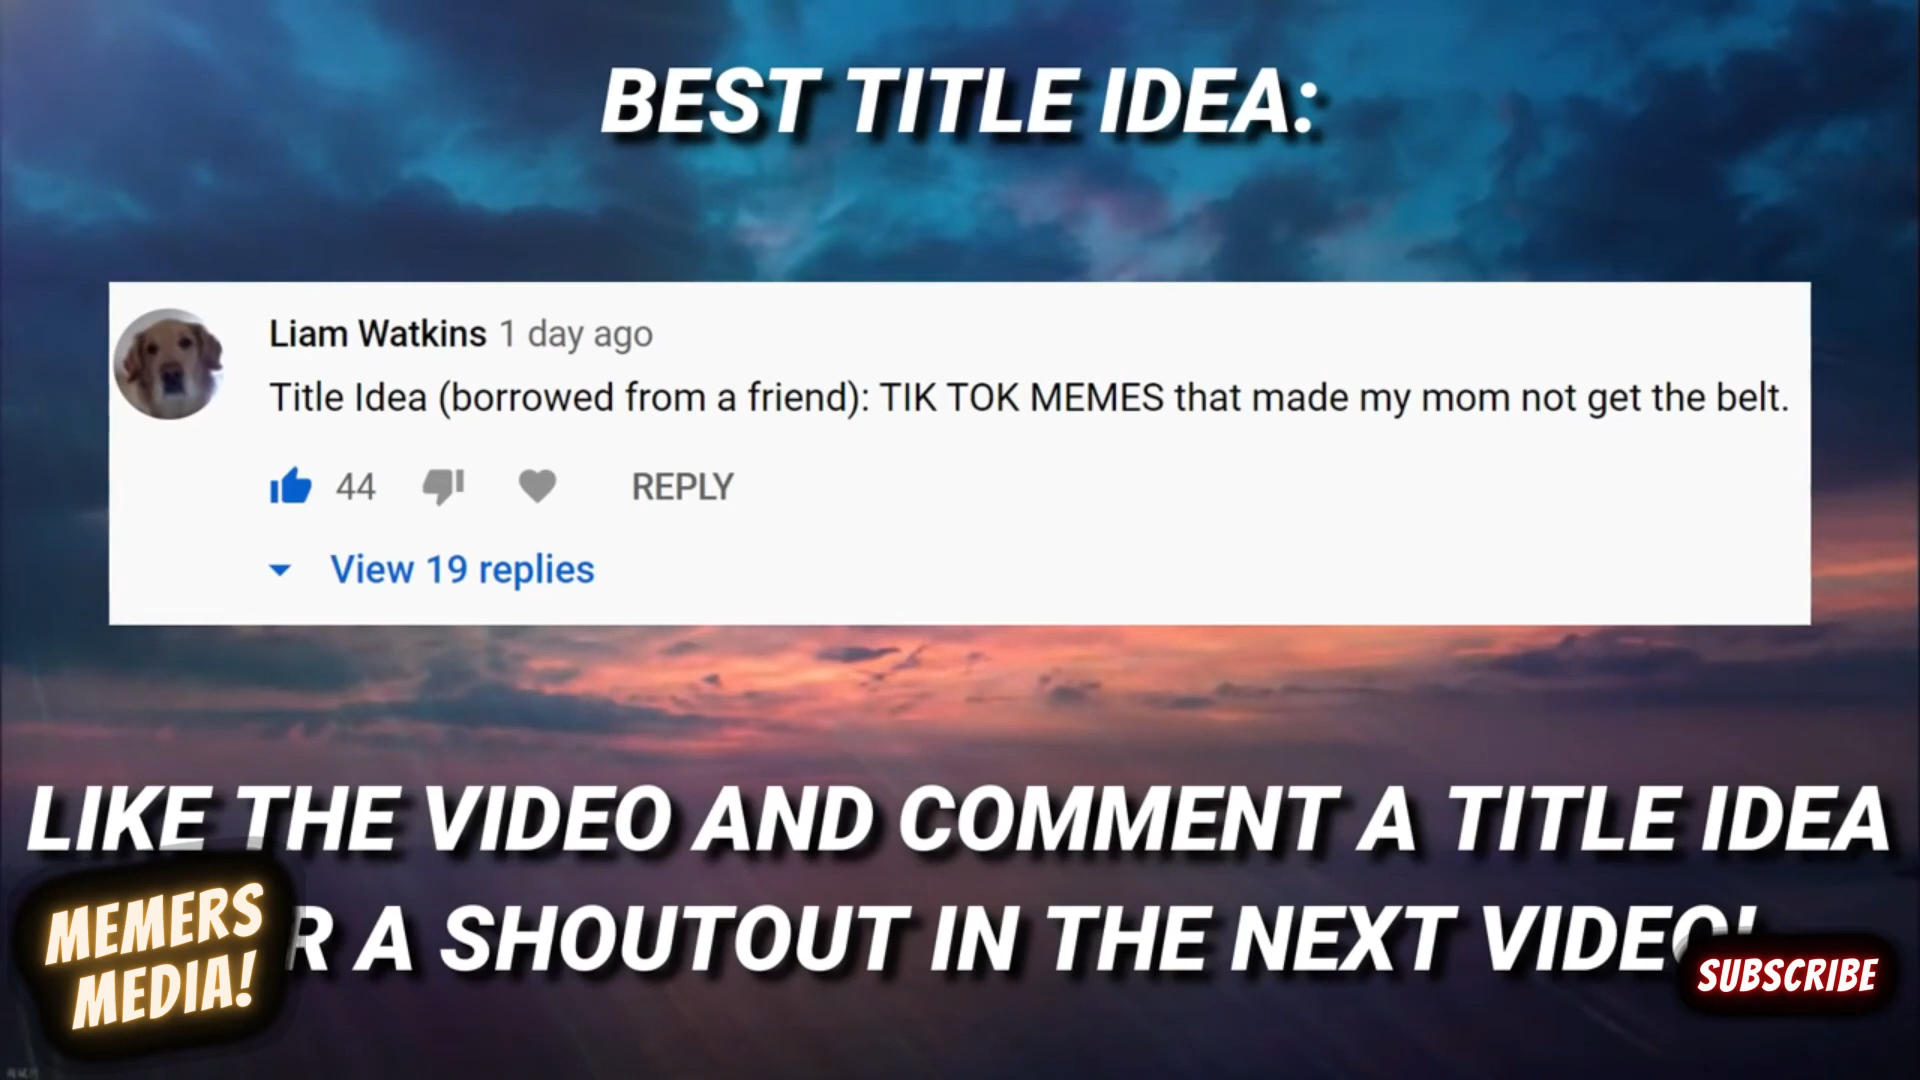 BEST TITLE IDEA:
Liam Watkins 1 day ago
Title Idea (borrowed from a friend): TIK TOK MEMES that made my mom not get the belt.
44 REPLY
View 19 replies
LIKE THE VIDEO AND COMMENT A TITLE IDEA
R A SHOUTOUT IN THE NEXT VIDEO!
MEMERS
MEDIA!
SUBSCRIBE